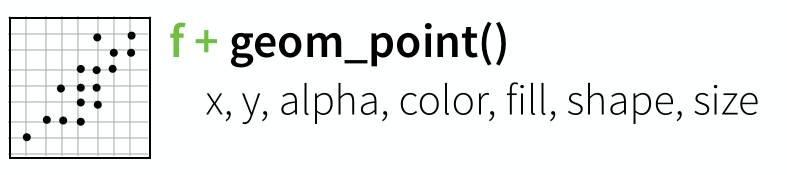 f + geom_point()
x, y, alpha, color, fill, shape, size